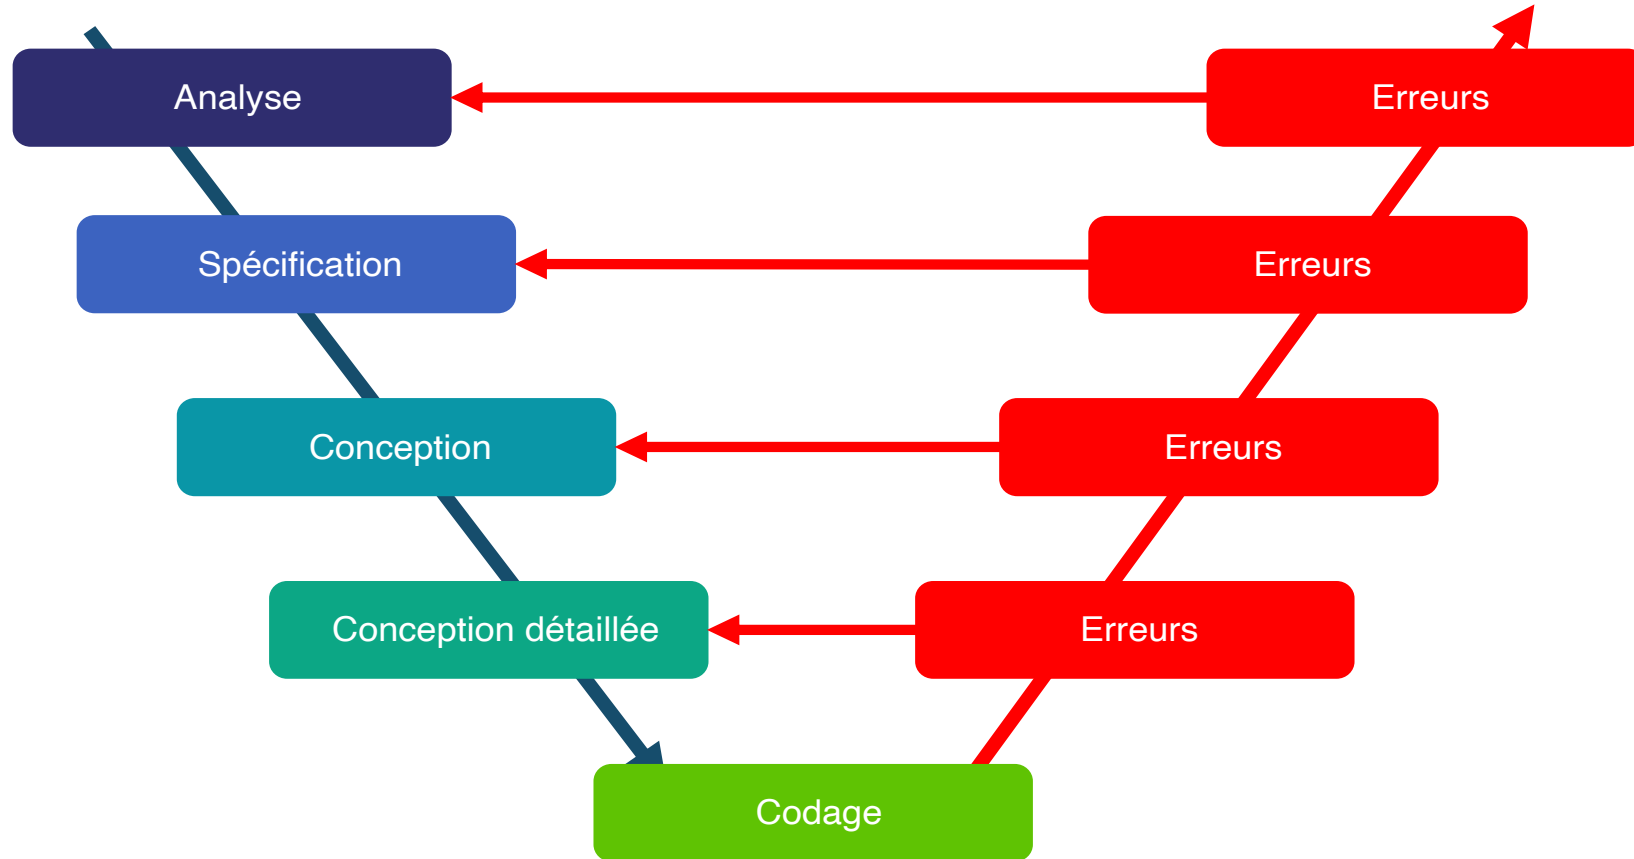 Analyse
Erreurs
Spécification
Erreurs
Conception
Erreurs
Conception détaillée
Erreurs
Codage